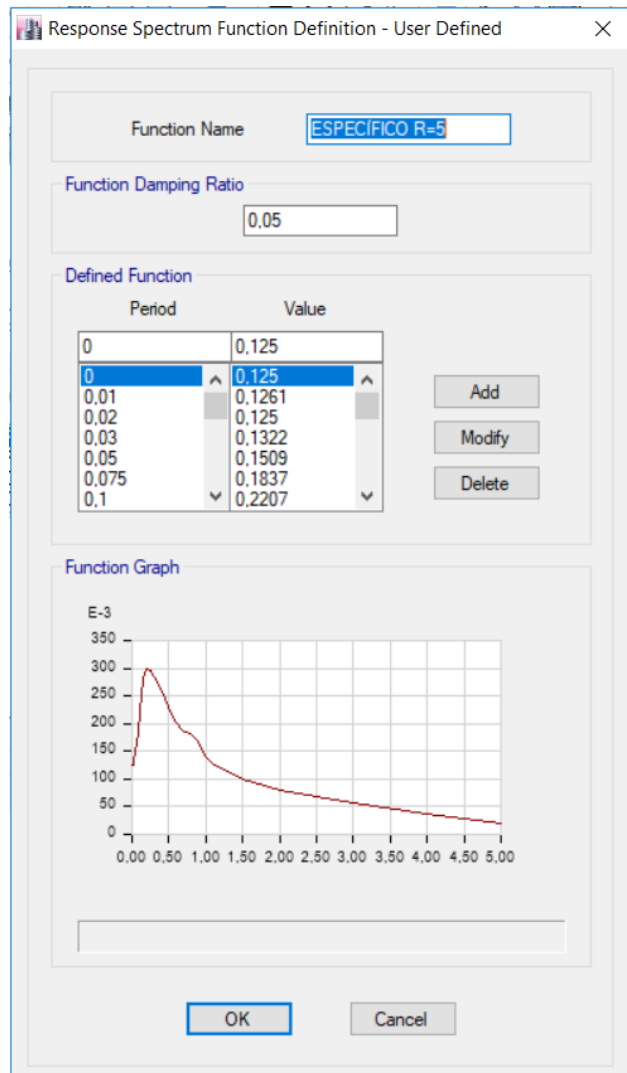 Response Spectrum Function Definition - User Defined
Function Name
ESPECÍFICO R=5
Function Damping Ratio
0,05
Defined Function
Period Value
0 0,125
0 0,125
0,01 0,1261
0,02 0,125
0,03 0,1322
0,05 0,1509
0,075 0,1837
0,1 0,2207
Add
Modify
Delete
Function Graph
E-3
350
300
250
200
150
100
50
0
0,00 0,50 1,00 1,50 2,00 2,50 3,00 3,50 4,00 4,50 5,00
OK Cancel